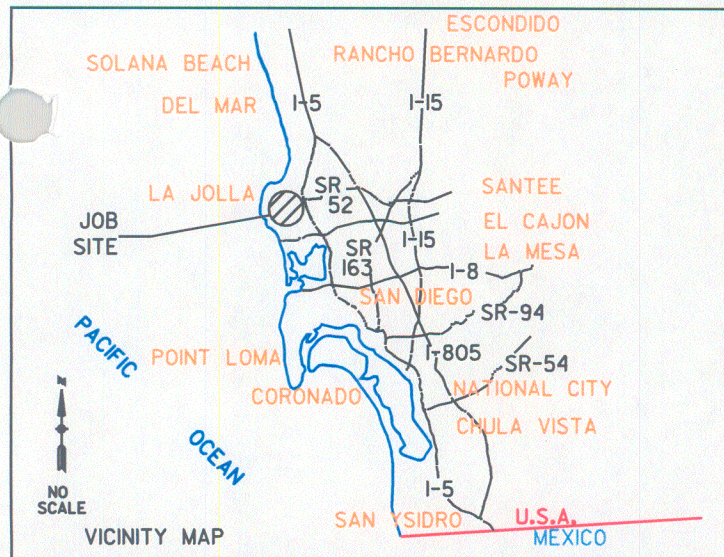 ESCONDIDO
RANCHO BERNARDO
SOLANA BEACH
POWAY
DEL MAR
I-5
I-15
LA JOLLA
SR
52
SANTEE
JOB
SITE
EL CAJON
SR
163
I-15
LA MESA
I-8
SAN DIEGO
SR-94
PACIFIC
OCEAN
POINT LOMA
I-805
SR-54
CORONADO
NATIONAL CITY
CHULA VISTA
N
NO
SCALE
I-5
SAN YSIDRO
U.S.A.
MEXICO
VICINITY MAP